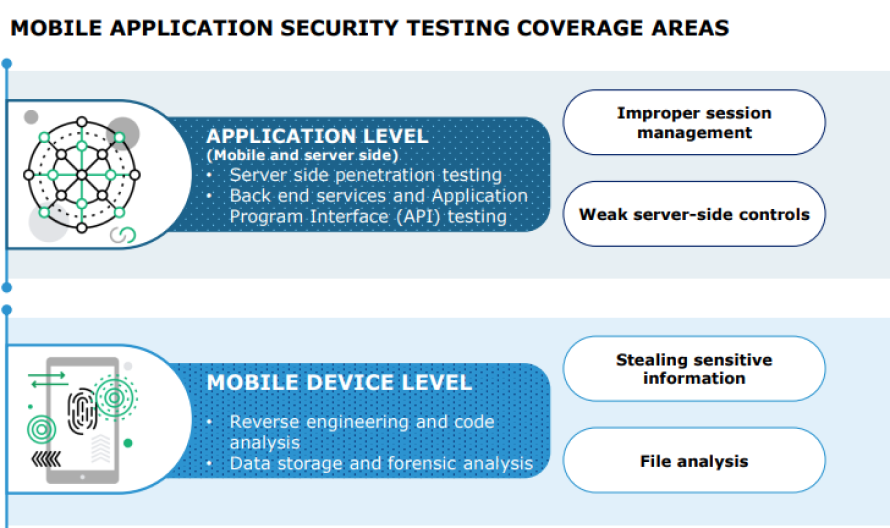 MOBILE APPLICATION SECURITY TESTING COVERAGE AREAS
APPLICATION LEVEL
(Mobile and server side)
• Server side penetration testing
• Back end services and Application
Program Interface (API) testing
Improper session
management
Weak server-side controls
MOBILE DEVICE LEVEL
• Reverse engineering and code
analysis
• Data storage and forensic analysis
Stealing sensitive
information
File analysis